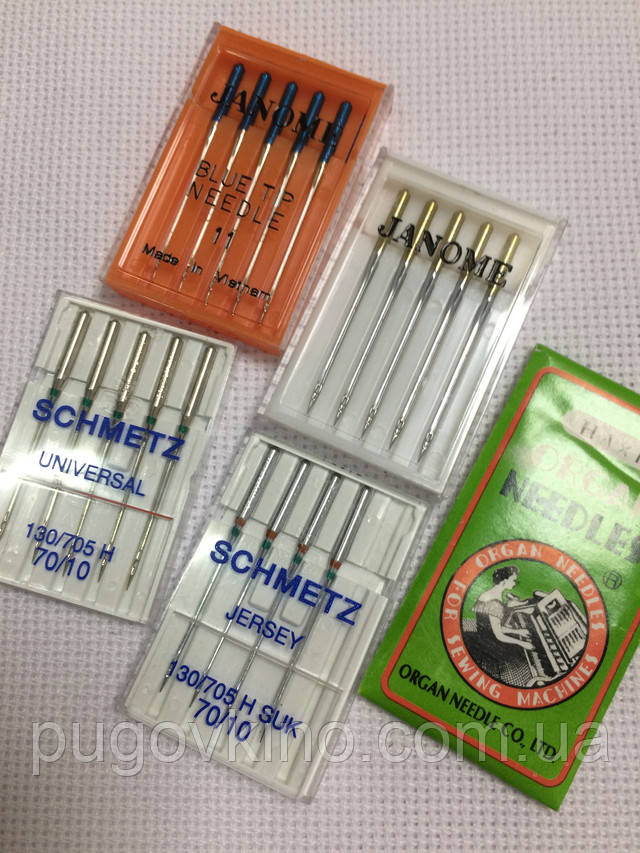 JANOME
BLUE TIP
NEEDLE
11
Made in Vietnam
JANOME
SCHMETZ
UNIVERSAL
130/705 H
70/10
SCHMETZ
JERSEY
130/705 H SUK
70/10
ORGAN
NEEDLES
®
ORGAN NEEDLES
FOR SEWING MACHINES
ORGAN NEEDLE CO., LTD.
pugovkino.com.ua